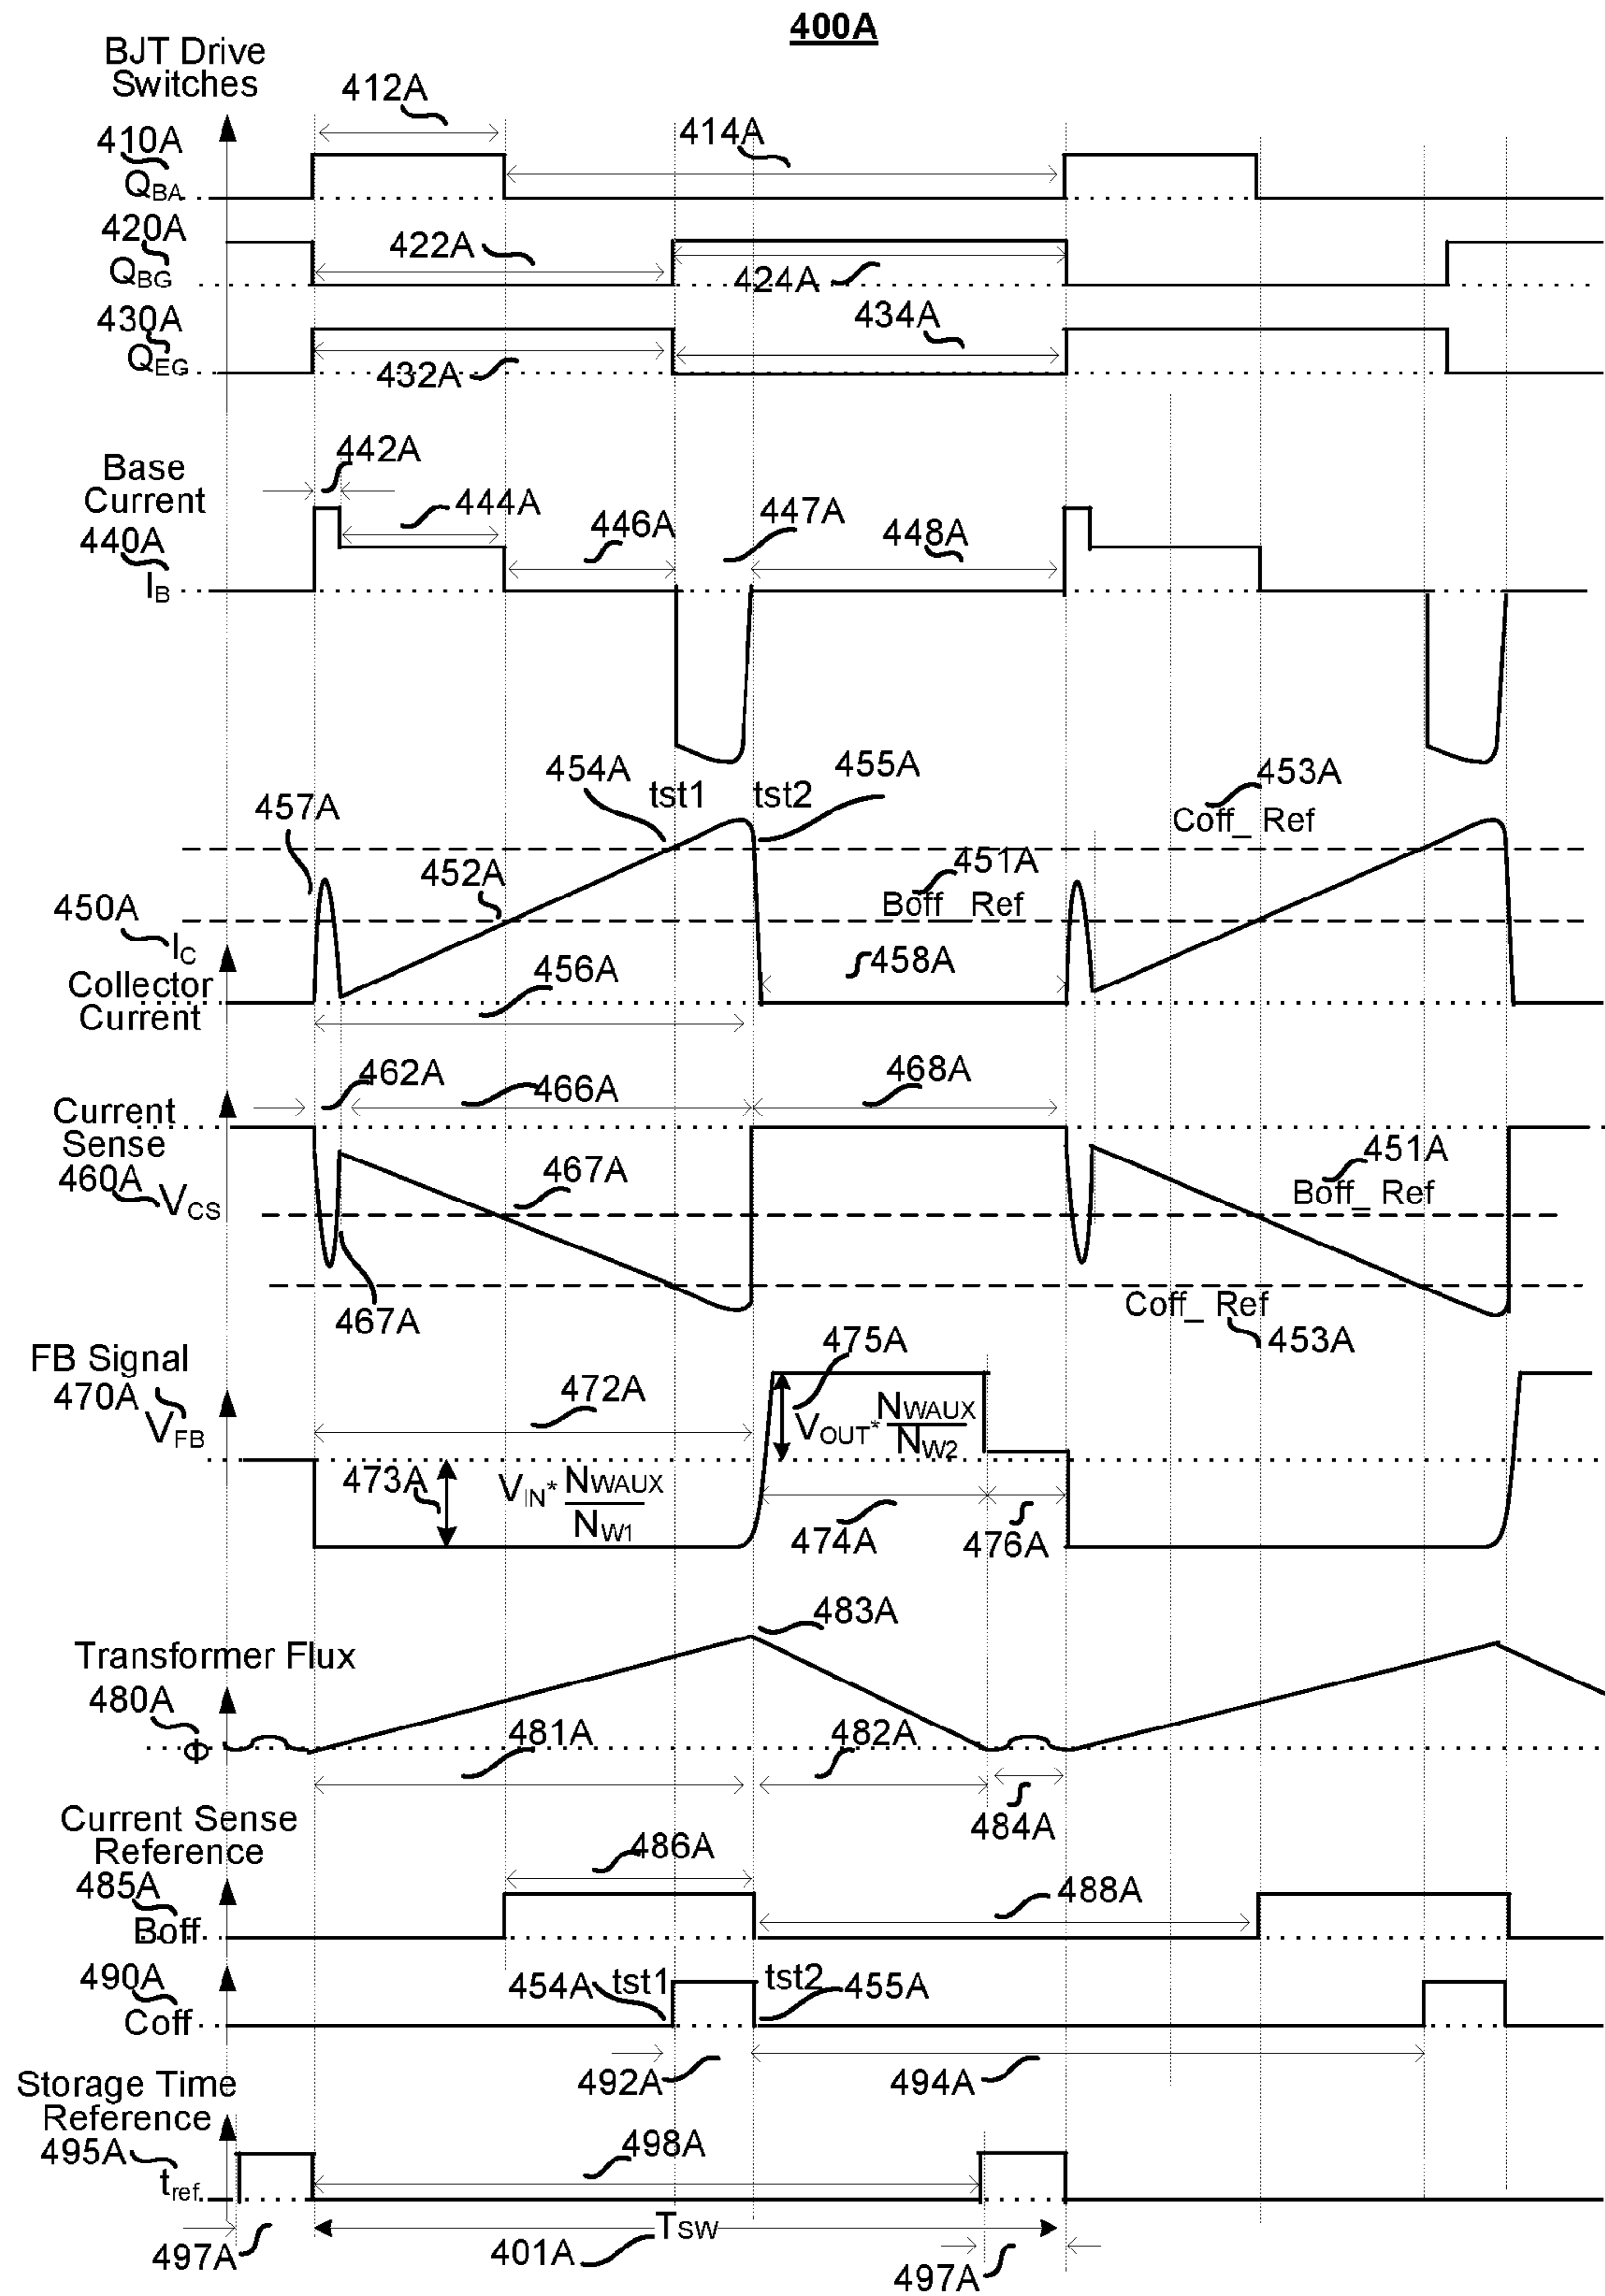 400A
BJT Drive
Switches
412A
414A
410A
QBA
420A
422A
QBG
424A
430A
434A
QEG
432A
442A
Base
Current
444A
446A
447A
448A
440A
IB
454A
tst1
tst2
455A
453A
Coff_ Ref
457A
452A
451A
Boff_ Ref
450A
IC
458A
456A
Collector
Current
462A
466A
468A
Current
Sense
467A
451A
460A
VCS
Boff_ Ref
467A
Coff_ Ref
453A
FB Signal
475A
470A
472A
VFB
VOUT* NWAUX
NW2
473A
VIN* NWAUX
NW1
474A
476A
483A
Transformer Flux
480A
481A
482A
Φ
484A
Current Sense
Reference
486A
485A
488A
Boff
490A
454A
tst1
tst2
455A
Coff
492A
494A
Storage Time
Reference
495A
498A
tref
TSW
497A
401A
497A